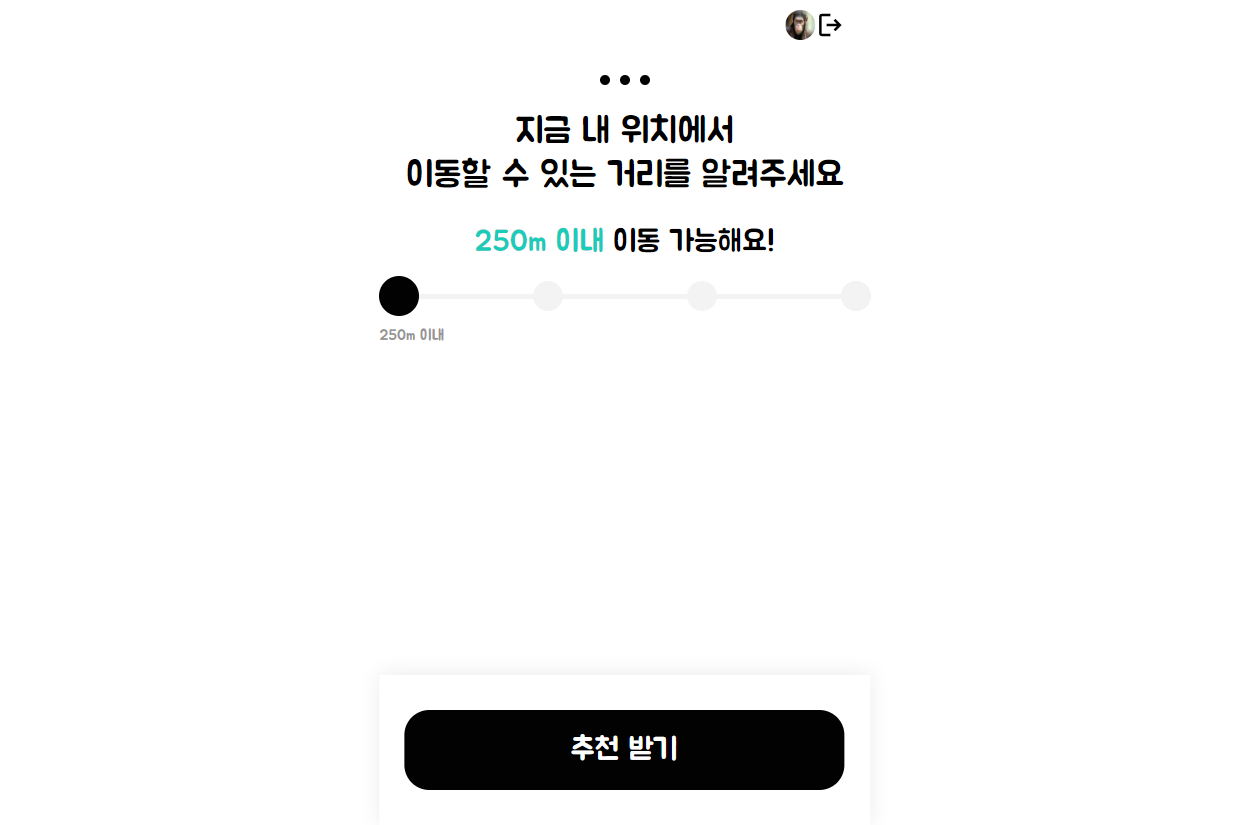 지금 내 위치에서
이동할 수 있는 거리를 알려주세요
250m 이내 이동 가능해요!
250m 이내
추천 받기